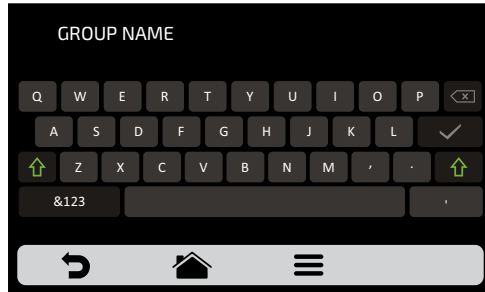 GROUP NAME
Q W E R T Y U I O P
A S D F G H J K L
Z X C V B N M , .
&123 '